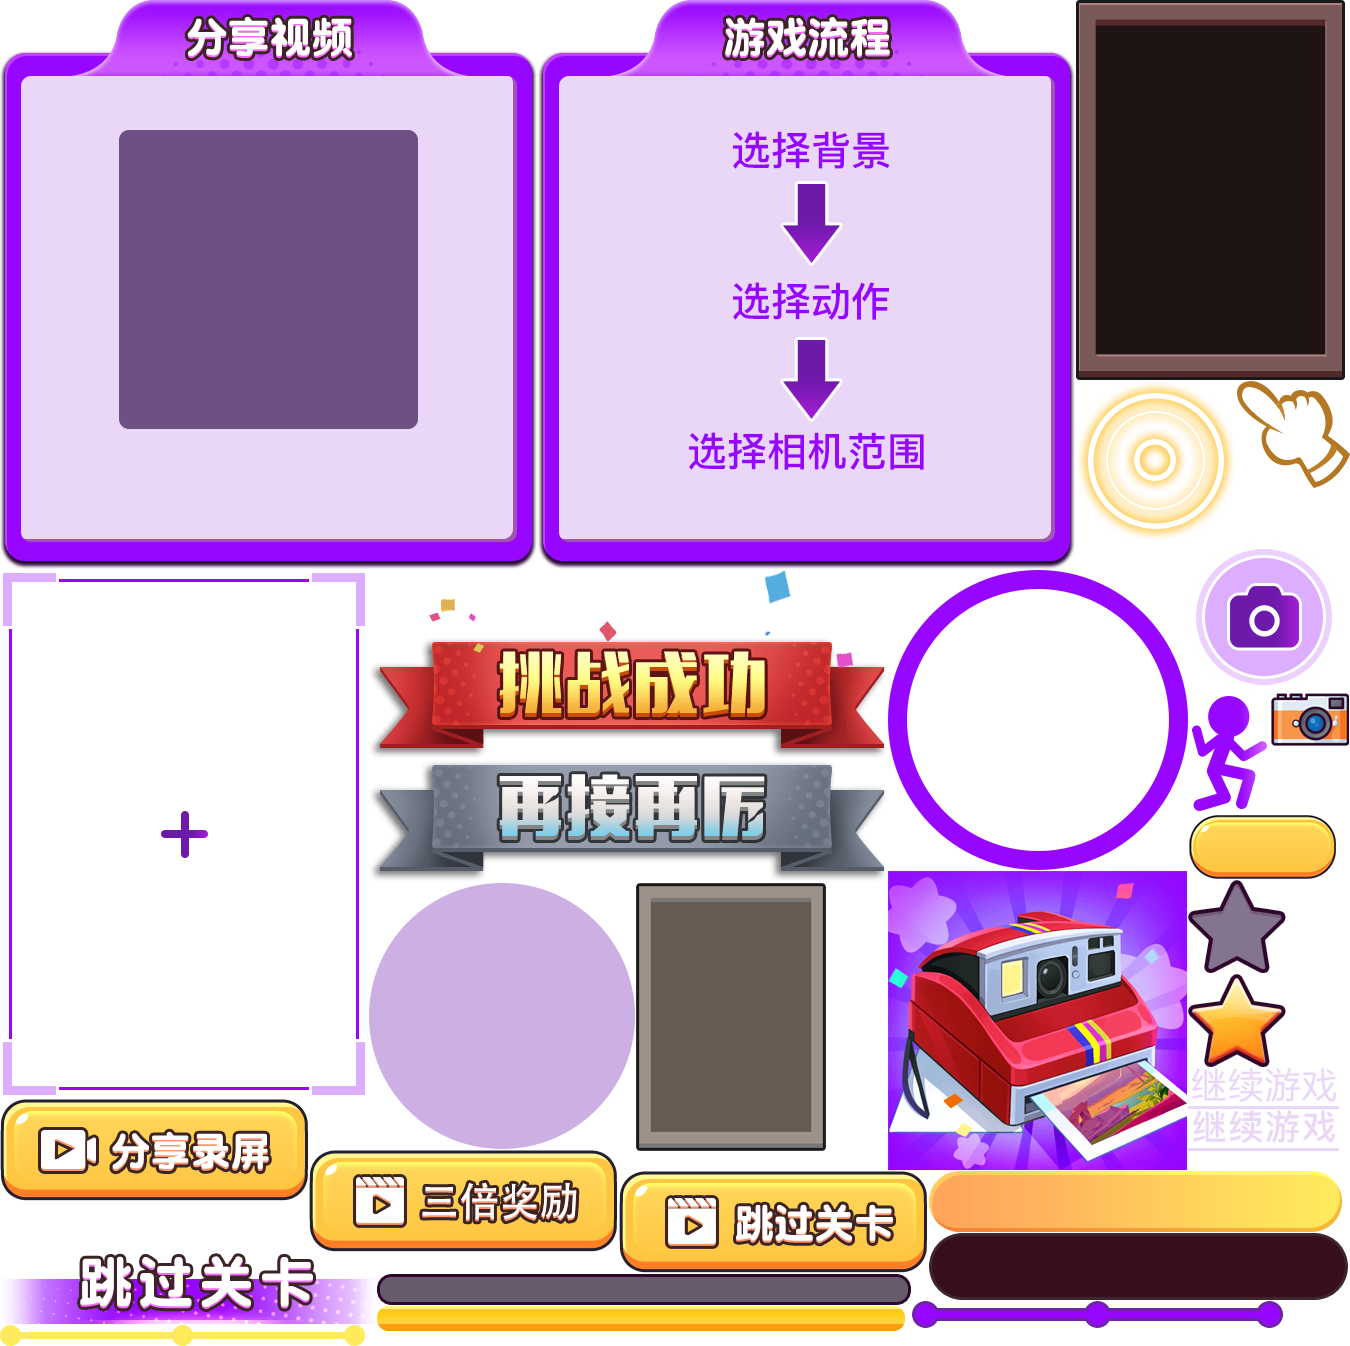 分享视频
游戏流程
选择背景
选择动作
选择相机范围
挑战成功
再接再厉
继续游戏
继续游戏
分享录屏
三倍奖励
跳过关卡
跳过关卡